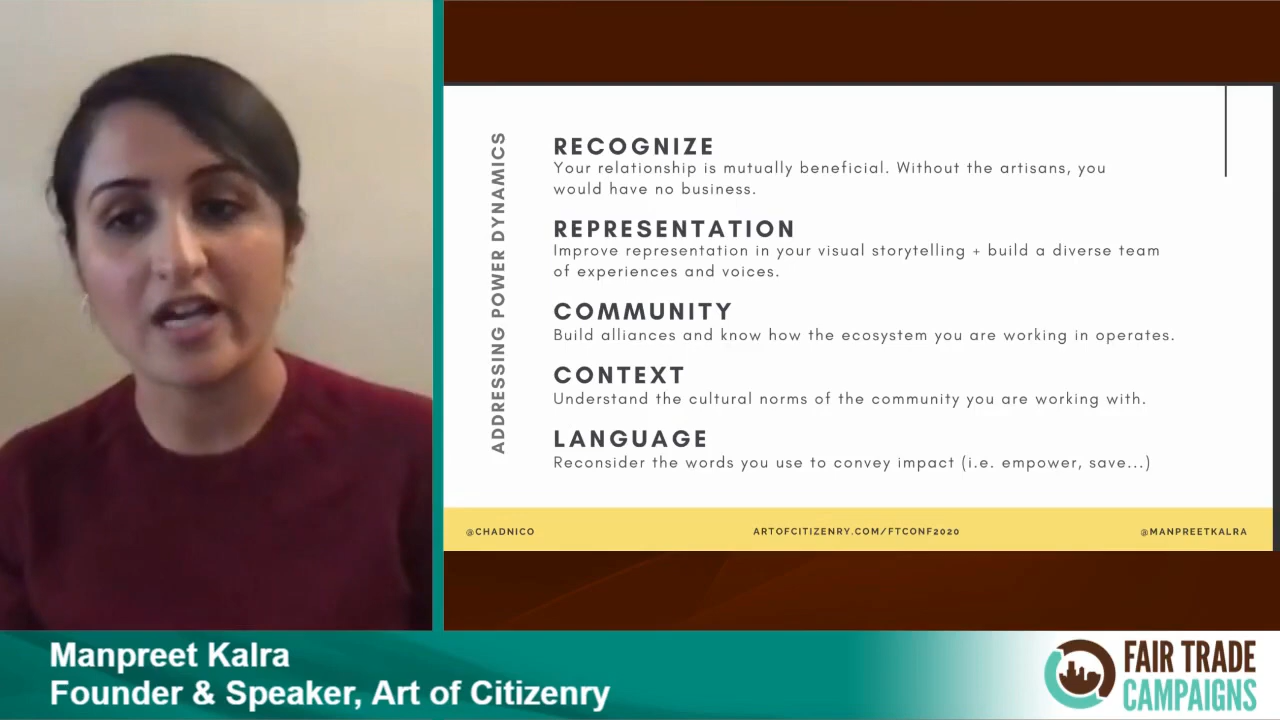 ADDRESSING POWER DYNAMICS
RECOGNIZE
Your relationship is mutually beneficial. Without the artisans, you
would have no business.
REPRESENTATION
Improve representation in your visual storytelling + build a diverse team
of experiences and voices.
COMMUNITY
Build alliances and know how the ecosystem you are working in operates.
CONTEXT
Understand the cultural norms of the community you are working with.
LANGUAGE
Reconsider the words you use to convey impact (i.e. empower, save...)
@CHADNICO
ARTOFCITIZENRY.COM/FTCONF2020
@MANPREETKALRA
Manpreet Kalra
Founder & Speaker, Art of Citizenry
FAIR TRADE
CAMPAIGNS